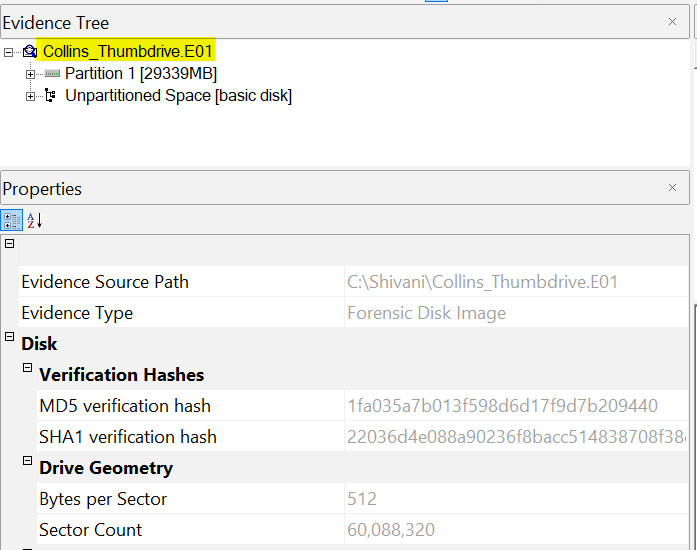 Evidence Tree
Collins_Thumbdrive.E01
Partition 1 [29339MB]
Unpartitioned Space [basic disk]
Properties
Evidence Source Path C:\Shivani\Collins_Thumbdrive.E01
Evidence Type Forensic Disk Image
Disk
Verification Hashes
MD5 verification hash 1fa035a7b013f598d6d17f9d7b209440
SHA1 verification hash 22036d4e088a90236f8bacc514838708f38
Drive Geometry
Bytes per Sector 512
Sector Count 60,088,320